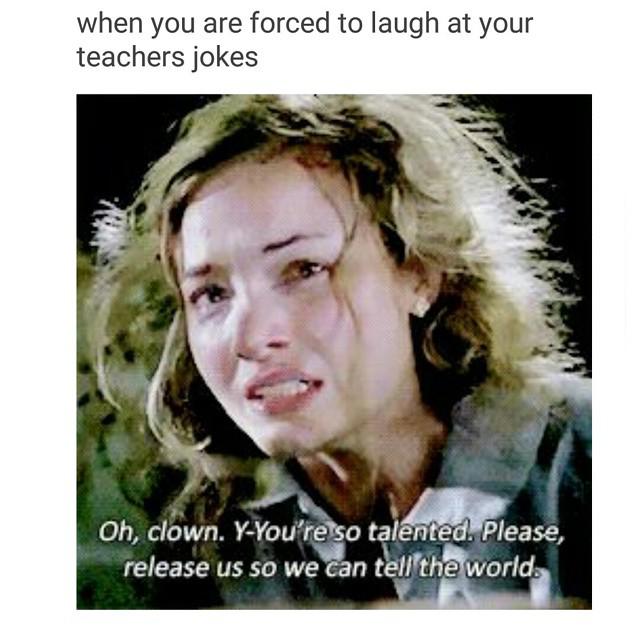 when you are forced to laugh at your
teachers jokes
Oh, clown. Y-You're so talented. Please,
release us so we can tell the world.